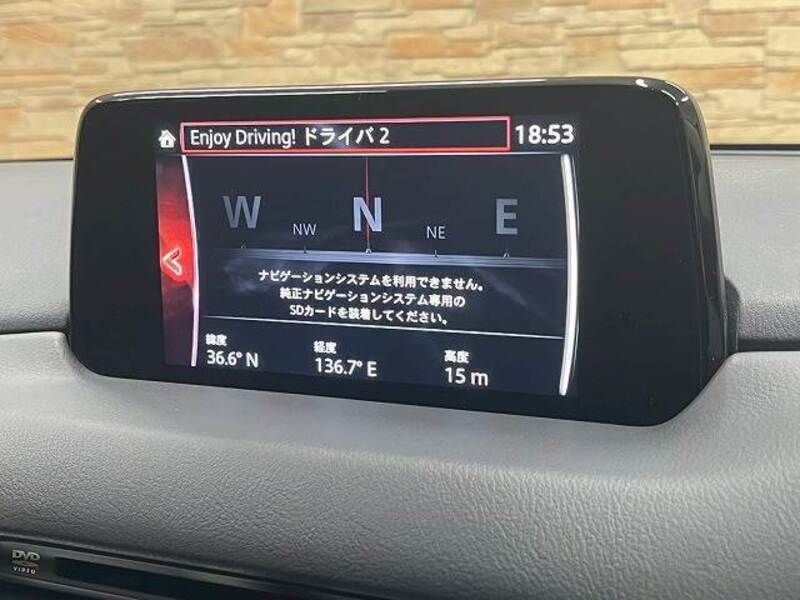 Enjoy Driving! ドライバ 2 18:53
W NW N NE E
ナビゲーションシステムを利用できません。
純正ナビゲーションシステム専用の
SDカードを装着してください。
緯度 経度 高度
36.6° N 136.7° E 15 m
DVD
VIDEO